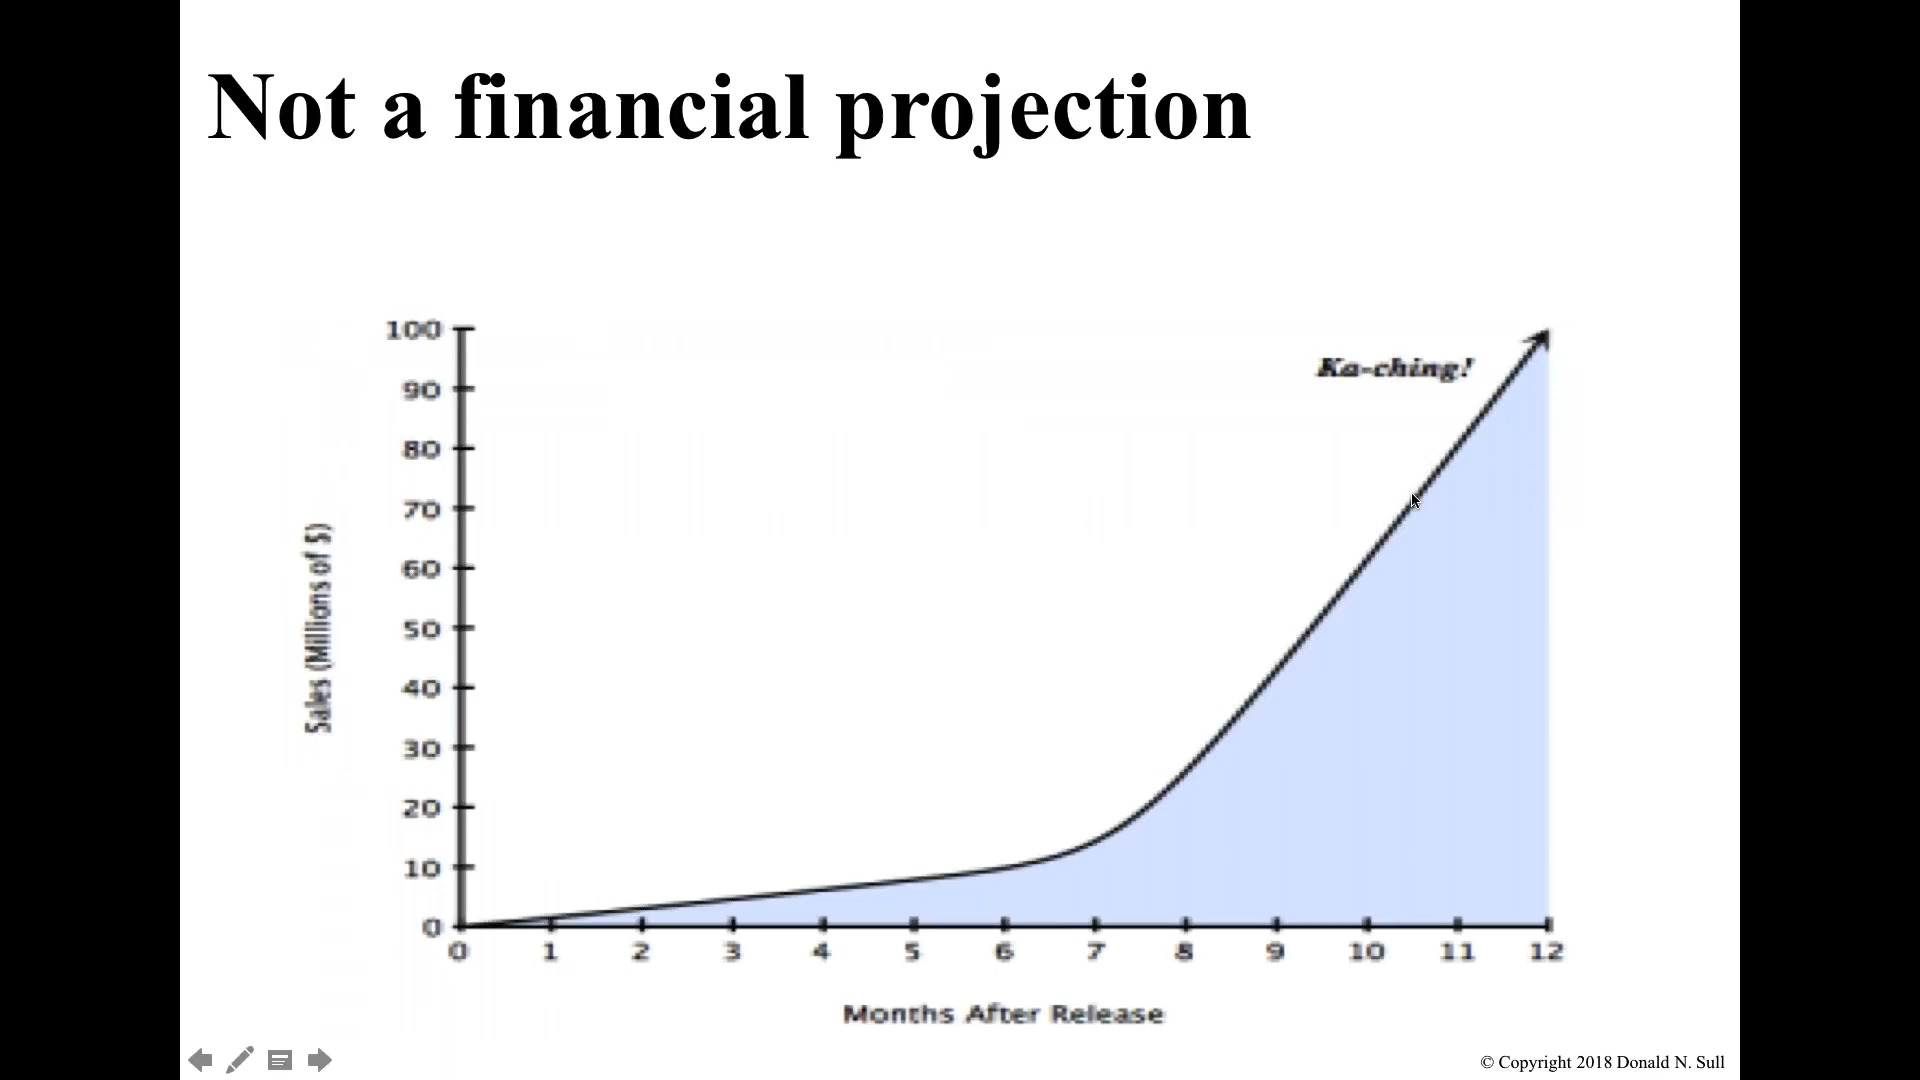 Not a financial projection
Ka-ching!
Sales (Millions of $)
100
90
80
70
60
50
40
30
20
10
0
0 1 2 3 4 5 6 7 8 9 10 11 12
Months After Release
© Copyright 2018 Donald N. Sull